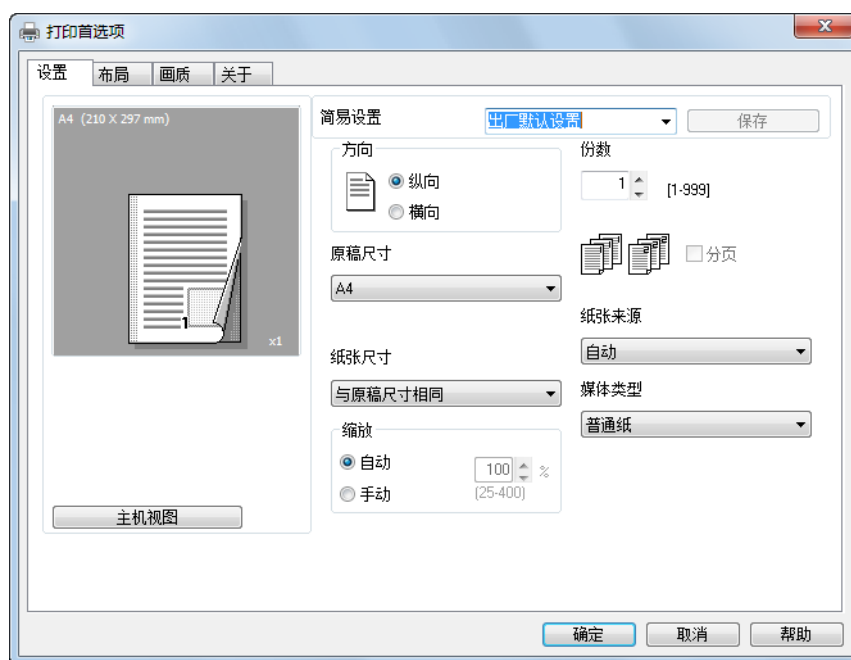 打印首选项
设置 布局 画质 关于
A4 (210 X 297 mm)
1
x1
主机视图
简易设置 出厂默认设置 保存
方向
纵向
横向
原稿尺寸
A4
纸张尺寸
与原稿尺寸相同
缩放
自动
手动
100 %
(25-400)
份数
1 [1-999]
分页
纸张来源
自动
媒体类型
普通纸
确定 取消 帮助